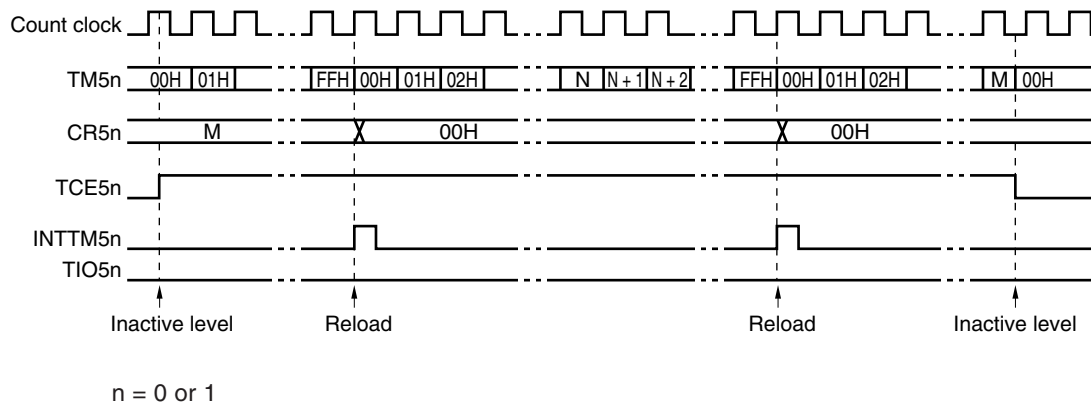 Count clock
TM5n 00H 01H FFH 00H 01H 02H N N + 1 N + 2 FFH 00H 01H 02H M 00H
CR5n M 00H 00H
TCE5n
INTTM5n
TIO5n
Inactive level Reload Reload Inactive level
n = 0 or 1